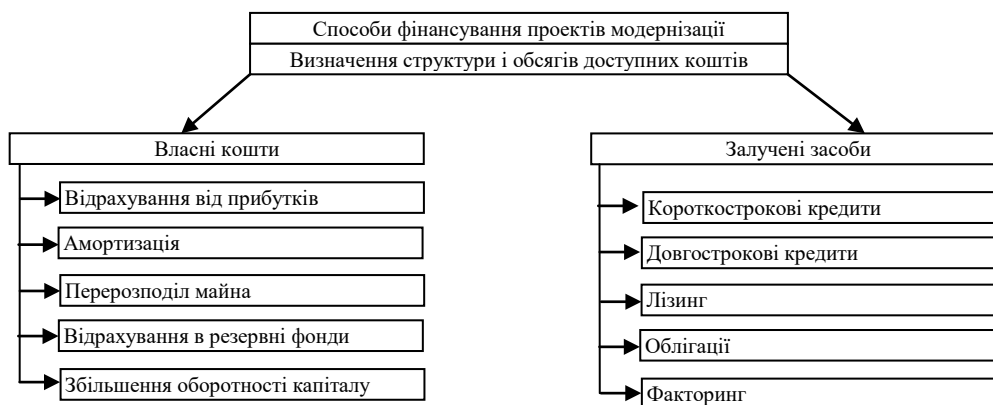 Способи фінансування проектів модернізації
Визначення структури і обсягів доступних коштів
Власні кошти
Відрахування від прибутків
Амортизація
Перерозподіл майна
Відрахування в резервні фонди
Збільшення оборотності капіталу
Залучені засоби
Короткострокові кредити
Довгострокові кредити
Лізинг
Облігації
Факторинг